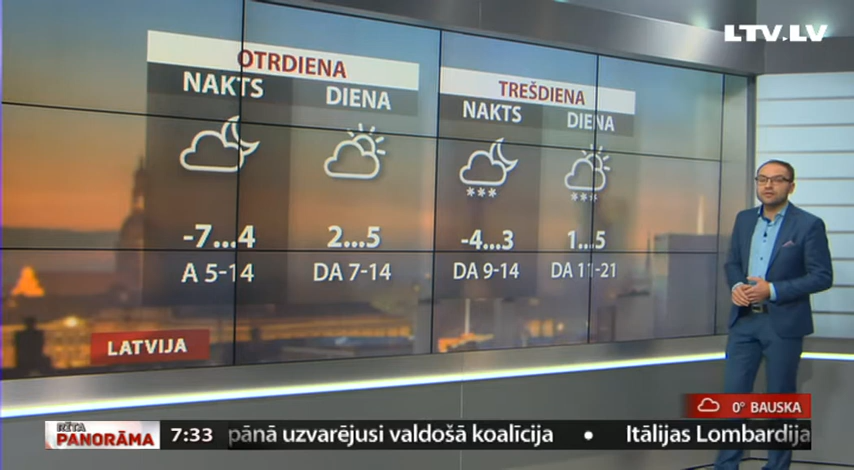 LTV.LV
OTRDIENA
NAKTS DIENA
-7...4 2...5
A 5-14 DA 7-14
TREŠDIENA
NAKTS DIENA
-4...3 1...5
DA 9-14 DA 11-21
LATVIJA
0° BAUSKA
RĪTA
PANORĀMA
7:33 pānā uzvarējusi valdošā koalīcija • Itālijas Lombardija